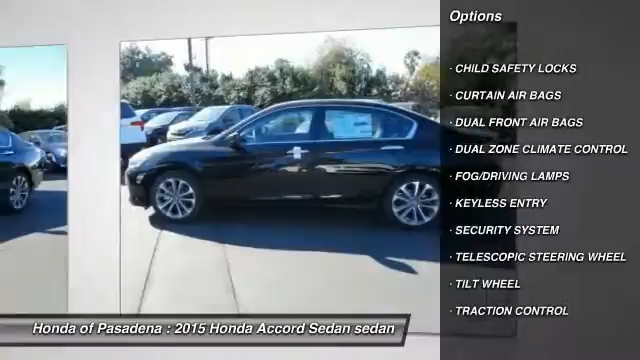 Options
· CHILD SAFETY LOCKS
· CURTAIN AIR BAGS
· DUAL FRONT AIR BAGS
· DUAL ZONE CLIMATE CONTROL
· FOG/DRIVING LAMPS
· KEYLESS ENTRY
· SECURITY SYSTEM
· TELESCOPIC STEERING WHEEL
· TILT WHEEL
· TRACTION CONTROL
Honda of Pasadena : 2015 Honda Accord Sedan sedan